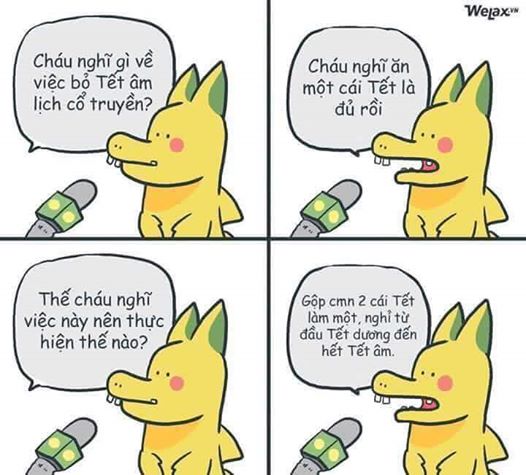 WeJax.VN
Cháu nghĩ gì về
việc bỏ Tết âm
lịch cổ truyền?
Cháu nghĩ ăn
một cái Tết là
đủ rồi
Thế cháu nghĩ
việc này nên thực
hiện thế nào?
Gộp cmn 2 cái Tết
làm một, nghỉ từ
đầu Tết dương đến
hết Tết âm.